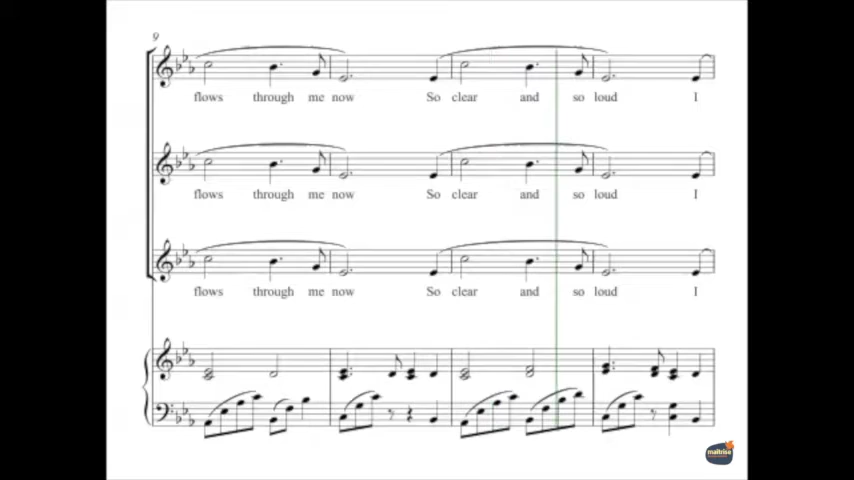 9
flows through me now So clear and so loud I
flows through me now So clear and so loud I
flows through me now So clear and so loud I
maîtrise